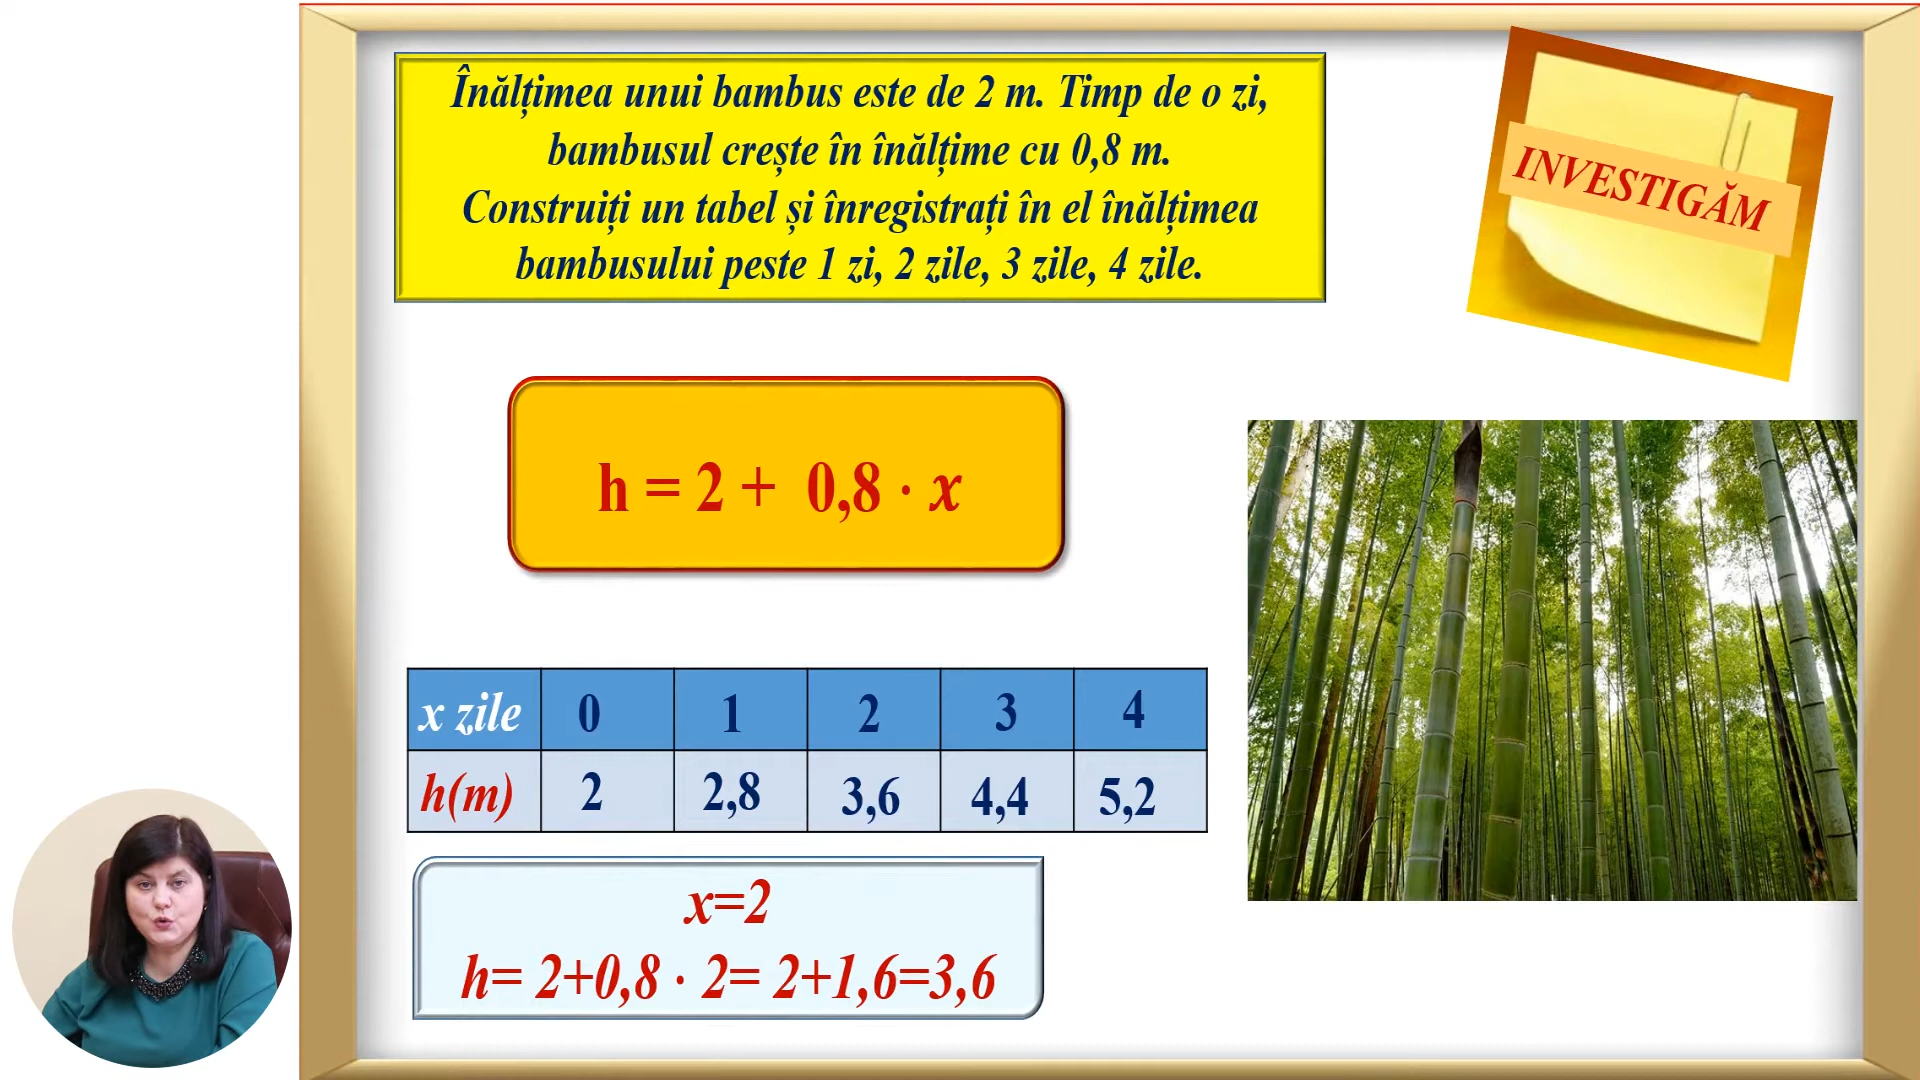 Înălțimea unui bambus este de 2 m. Timp de o zi,
bambusul crește în înălțime cu 0,8 m.
Construiți un tabel și înregistrați în el înălțimea
bambusului peste 1 zi, 2 zile, 3 zile, 4 zile.
INVESTIGĂM
h = 2 + 0,8 · x
x zile 0 1 2 3 4
h(m) 2 2,8 3,6 4,4 5,2
x=2
h= 2+0,8 · 2= 2+1,6=3,6